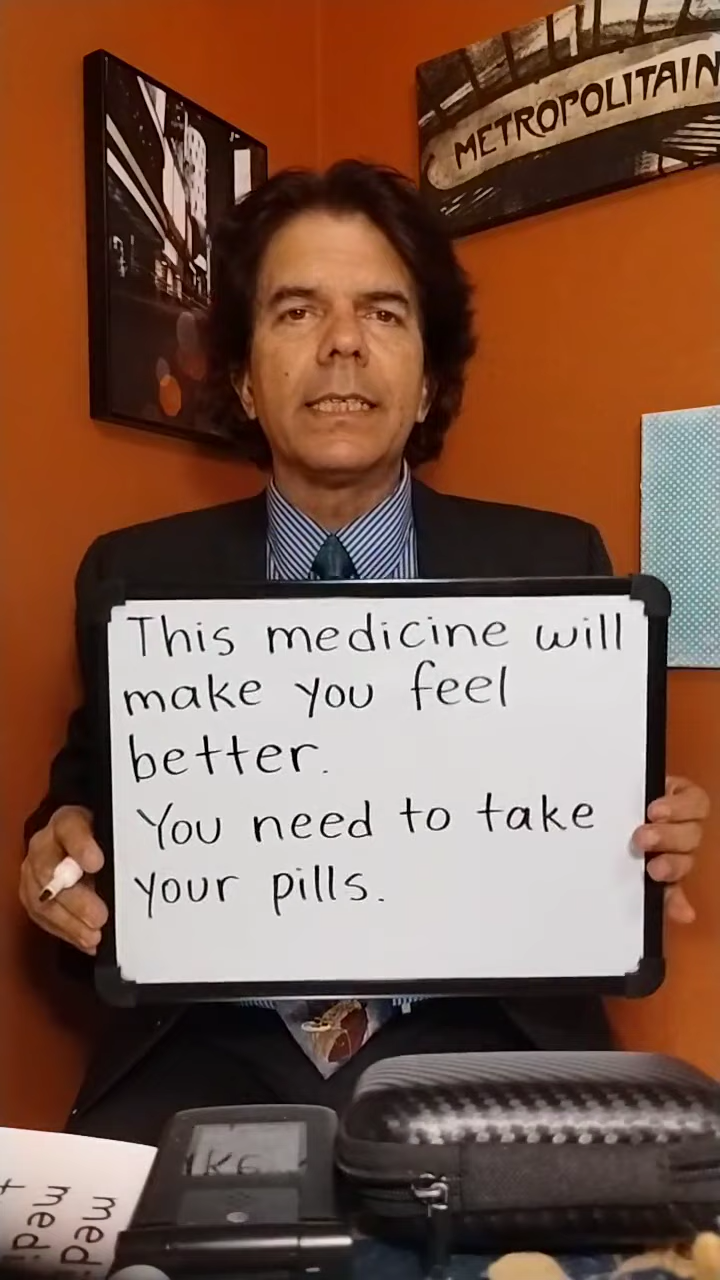 METROPOLITAIN
This medicine will
make you feel
better.
You need to take
your pills.